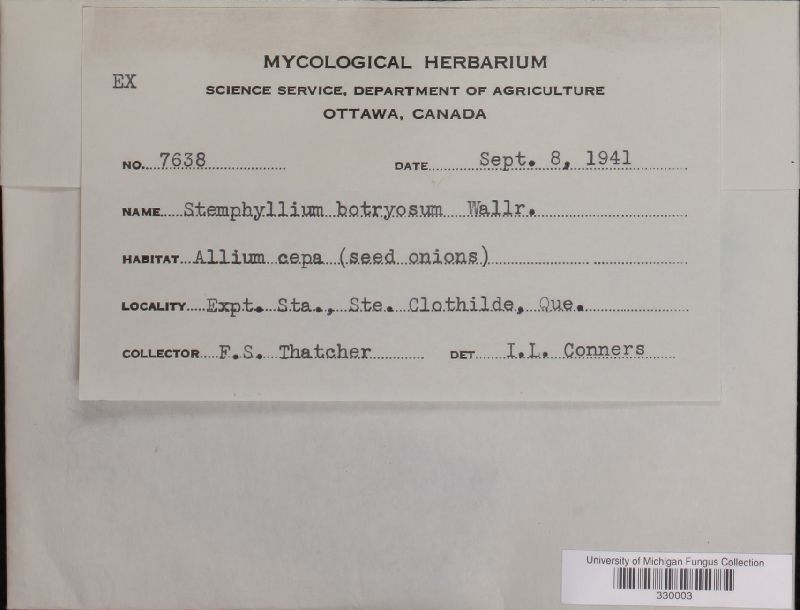 MYCOLOGICAL HERBARIUM
EX
SCIENCE SERVICE, DEPARTMENT OF AGRICULTURE
OTTAWA, CANADA
NO. 7638 DATE Sept. 8, 1941
NAME Stemphyllium botryosum Wallr.
HABITAT Allium cepa (seed onions)
LOCALITY Expt. Sta., Ste. Clothilde, Que.
COLLECTOR F.S. Thatcher DET I.L. Conners
University of Michigan Fungus Collection
330003